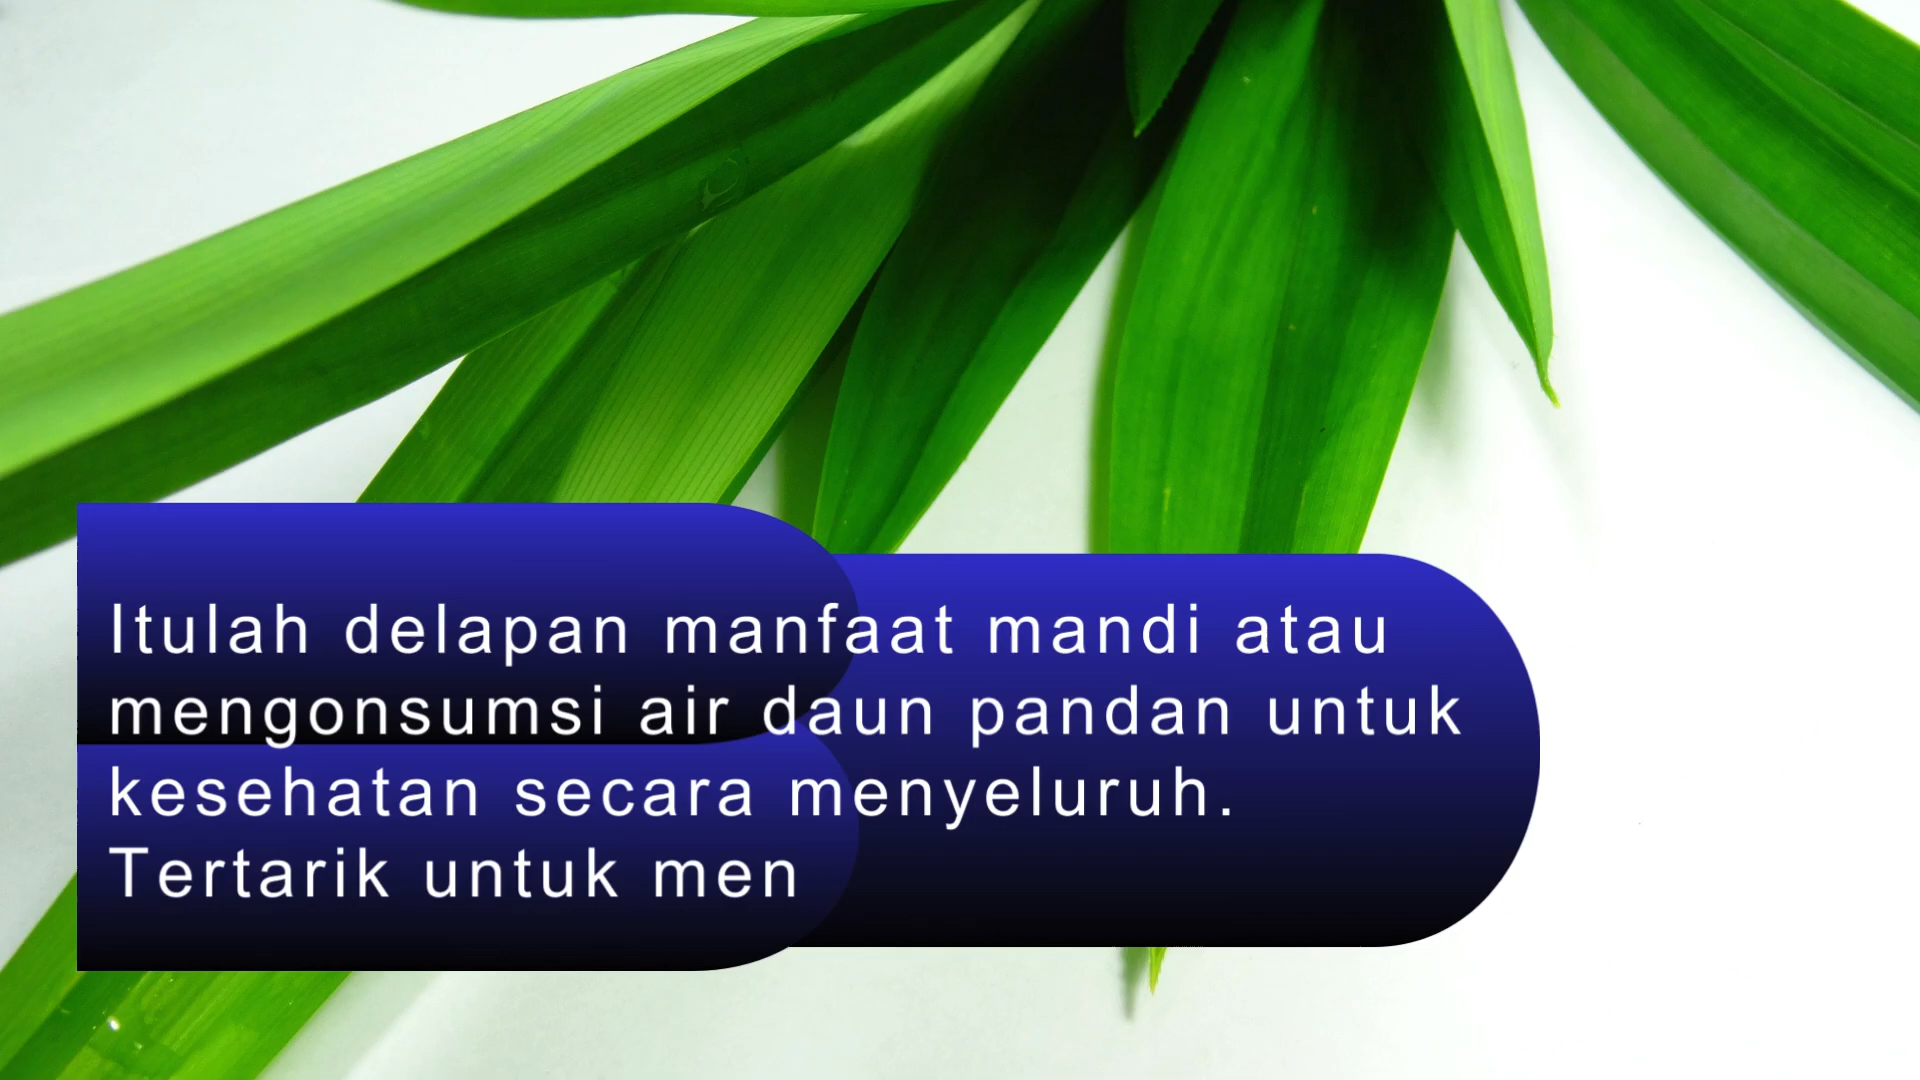 Itulah delapan manfaat mandi atau
mengonsumsi air daun pandan untuk
kesehatan secara menyeluruh.
Tertarik untuk men